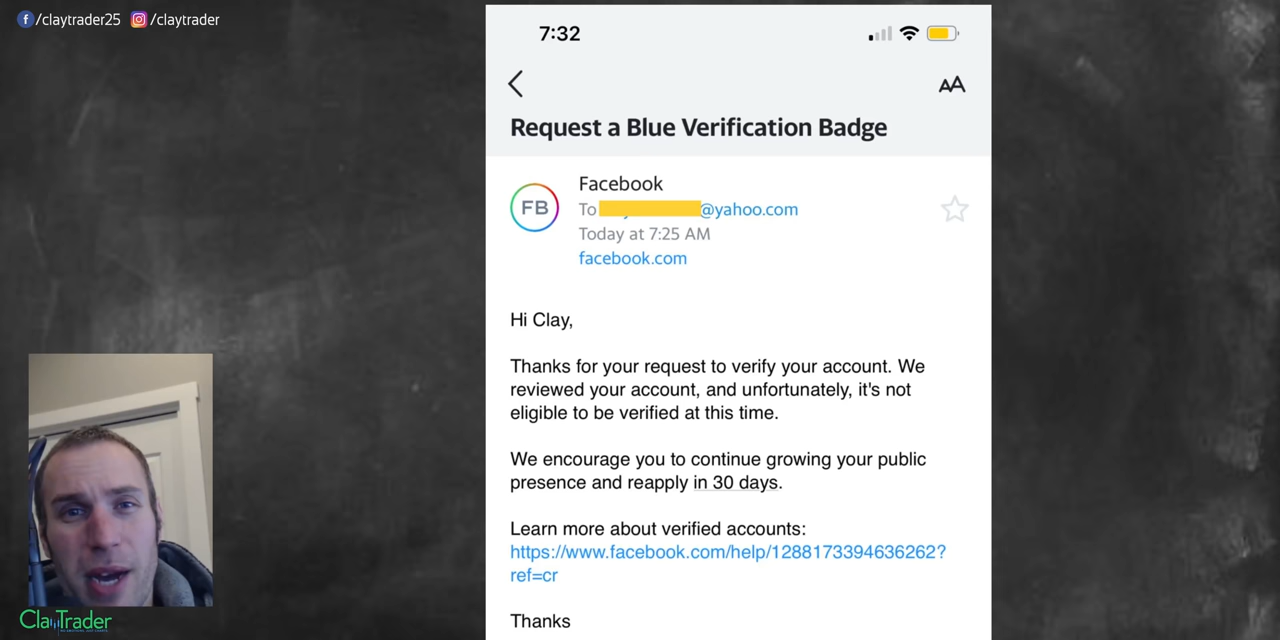 /claytrader25 /claytrader
7:32
AA
Request a Blue Verification Badge
FB
Facebook
To @yahoo.com
Today at 7:25 AM
facebook.com
Hi Clay,
Thanks for your request to verify your account. We
reviewed your account, and unfortunately, it's not
eligible to be verified at this time.
We encourage you to continue growing your public
presence and reapply in 30 days.
Learn more about verified accounts:
https://www.facebook.com/help/1288173394636262?
ref=cr
Thanks
ClayTrader